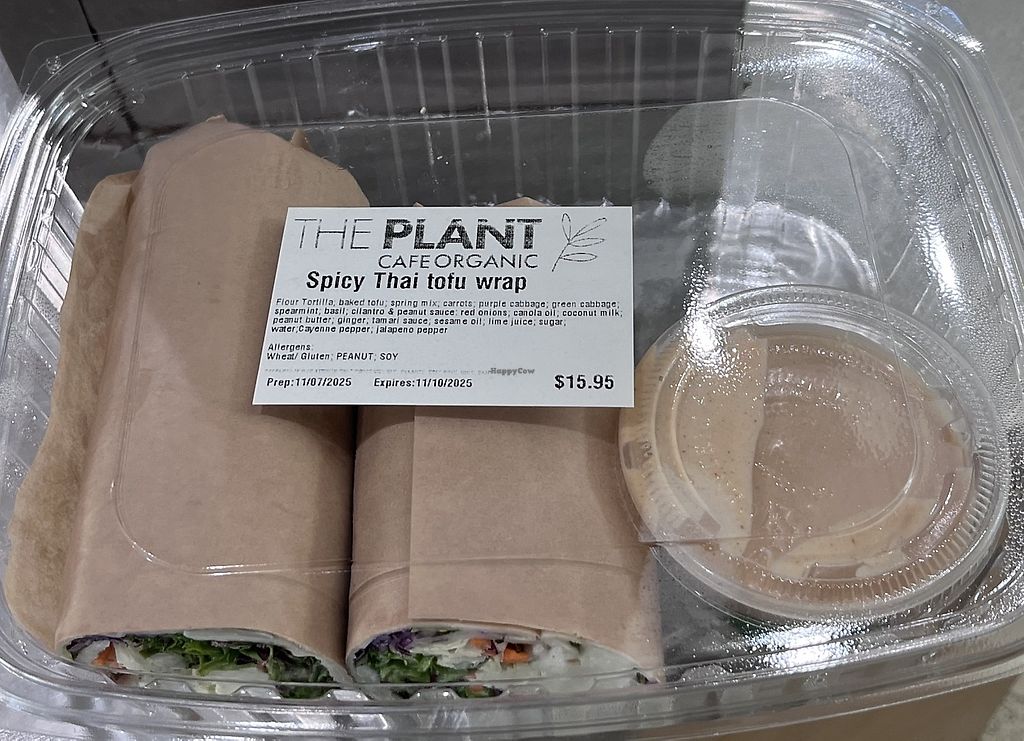 THE PLANT
CAFE ORGANIC
Spicy Thai tofu wrap
Flour Tortilla, baked tofu; spring mix; carrots; purple cabbage; green cabbage;
spearmint, basil; cilantro & peanut sauce: red onions; canola oil; coconut milk;
peanut butter; ginger, tamari sauce; sesame oil; lime juice; sugar;
water;Cayenne pepper; jalapeno pepper
Allergens:
Wheat/ Gluten; PEANUT; SOY
HappyCow
Prep:11/07/2025 Expires:11/10/2025 $15.95